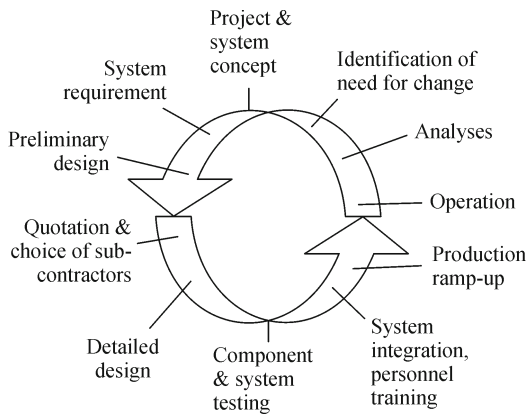 Project &
system
concept
Identification of
need for change
System
requirement
Analyses
Preliminary
design
Operation
Quotation &
choice of sub-
contractors
Production
ramp-up
Detailed
design
Component
& system
testing
System
integration,
personnel
training